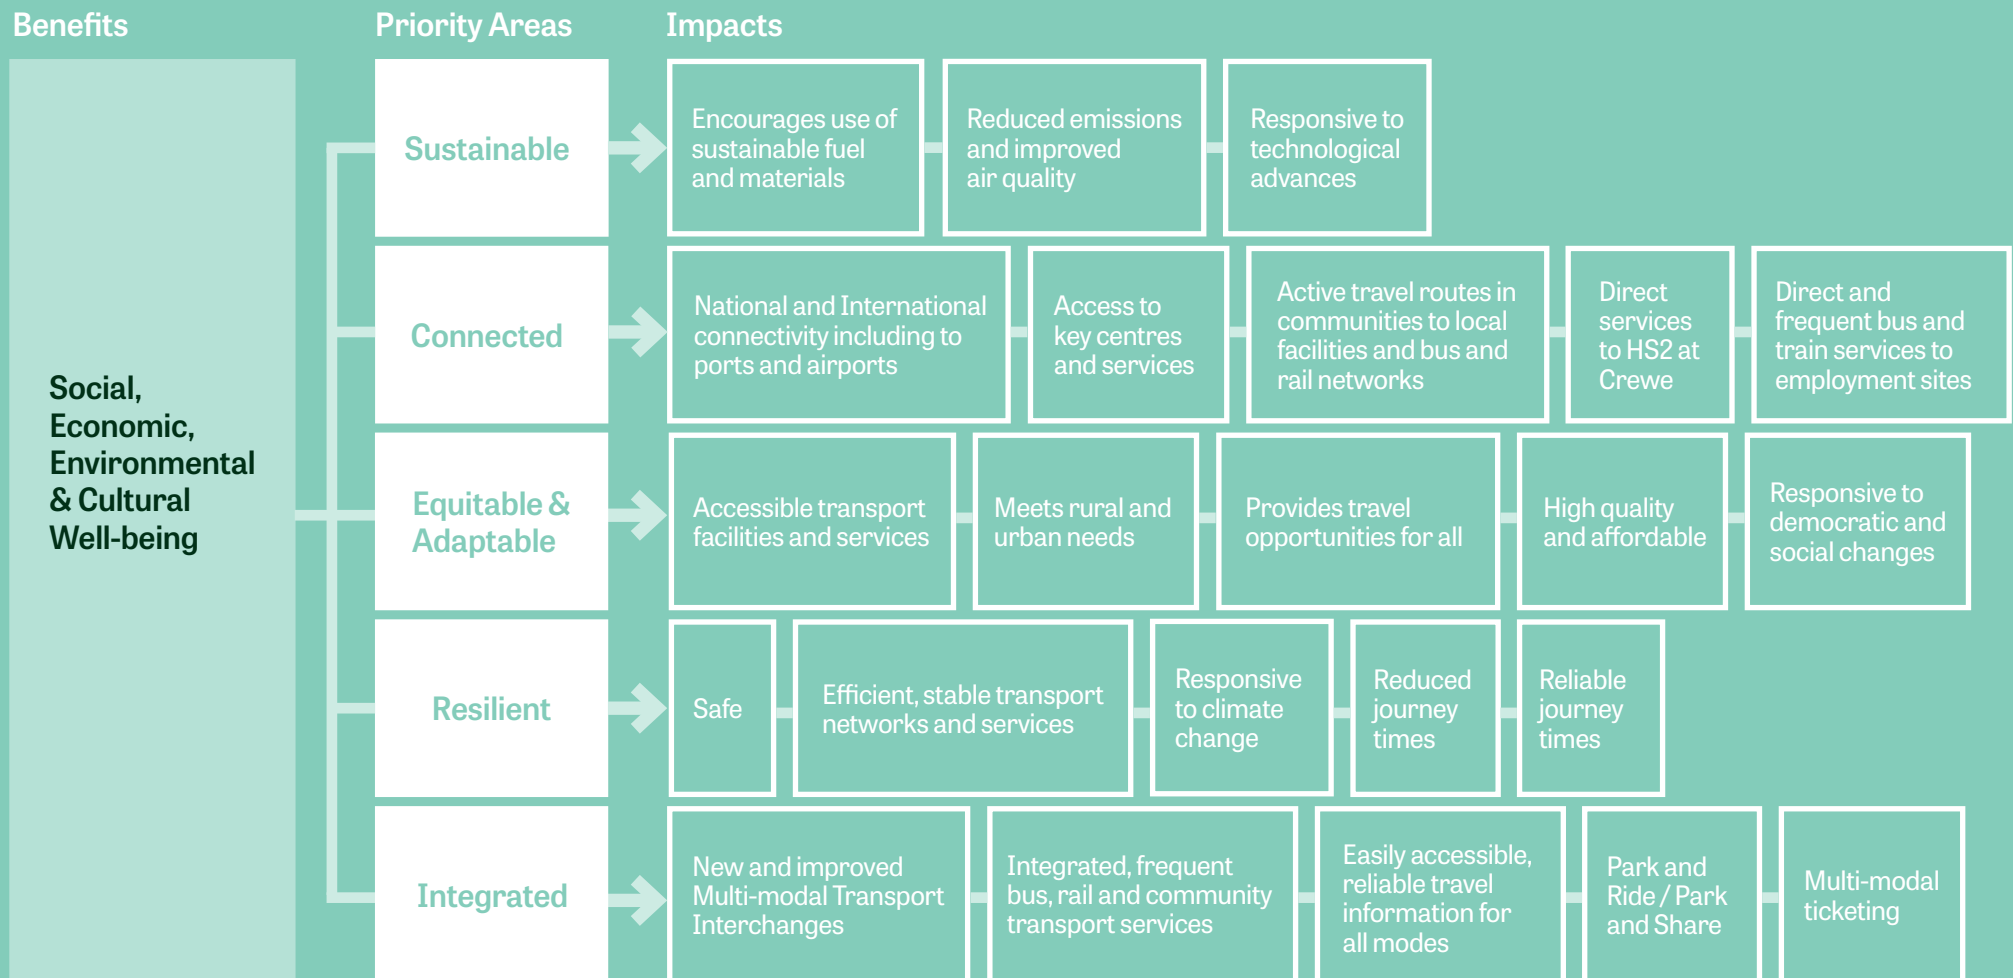 Benefits
Priority Areas
Impacts
Social,
Economic,
Environmental
& Cultural
Well-being
Sustainable
Encourages use of
sustainable fuel
and materials
Reduced emissions
and improved
air quality
Responsive to
technological
advances
Connected
National and International
connectivity including to
ports and airports
Access to
key centres
and services
Active travel routes in
communities to local
facilities and bus and
rail networks
Direct
services
to HS2 at
Crewe
Direct and
frequent bus and
train services to
employment sites
Equitable &
Adaptable
Accessible transport
facilities and services
Meets rural and
urban needs
Provides travel
opportunities for all
High quality
and affordable
Responsive to
democratic and
social changes
Resilient
Safe
Efficient, stable transport
networks and services
Responsive
to climate
change
Reduced
journey
times
Reliable
journey
times
Integrated
New and improved
Multi-modal Transport
Interchanges
Integrated, frequent
bus, rail and community
transport services
Easily accessible,
reliable travel
information for
all modes
Park and
Ride / Park
and Share
Multi-modal
ticketing